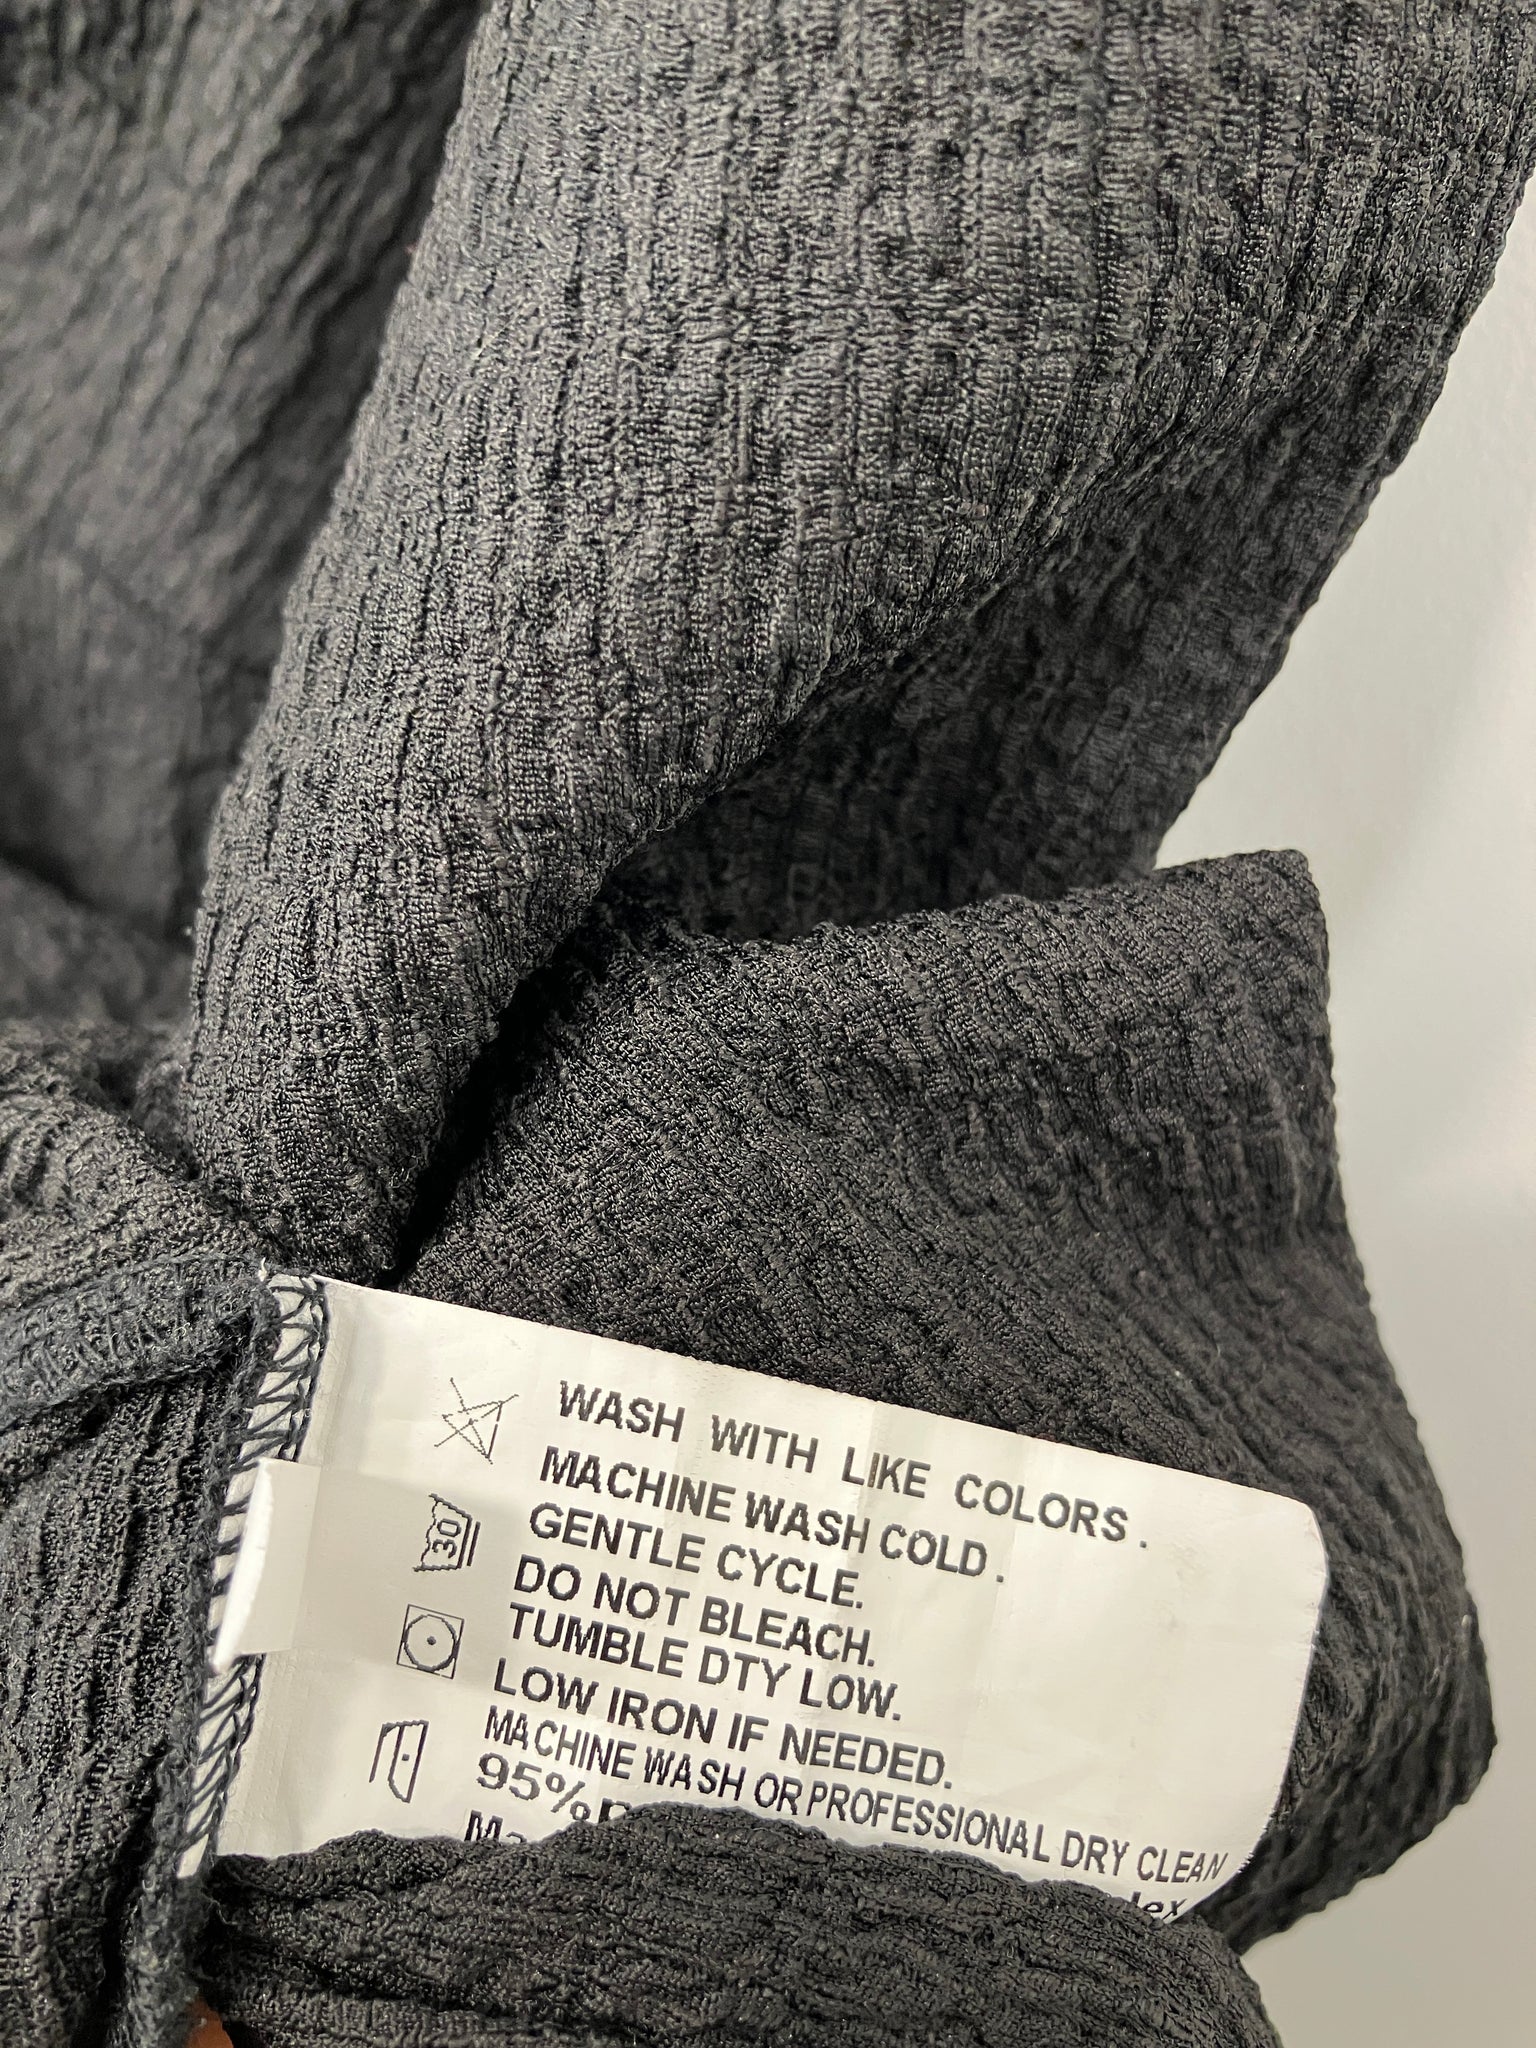 WASH WITH LIKE COLORS .
MACHINE WASH COLD .
GENTLE CYCLE.
DO NOT BLEACH.
TUMBLE DTY LOW.
LOW IRON IF NEEDED.
MACHINE WASH OR PROFESSIONAL DRY CLEAN
95%
30